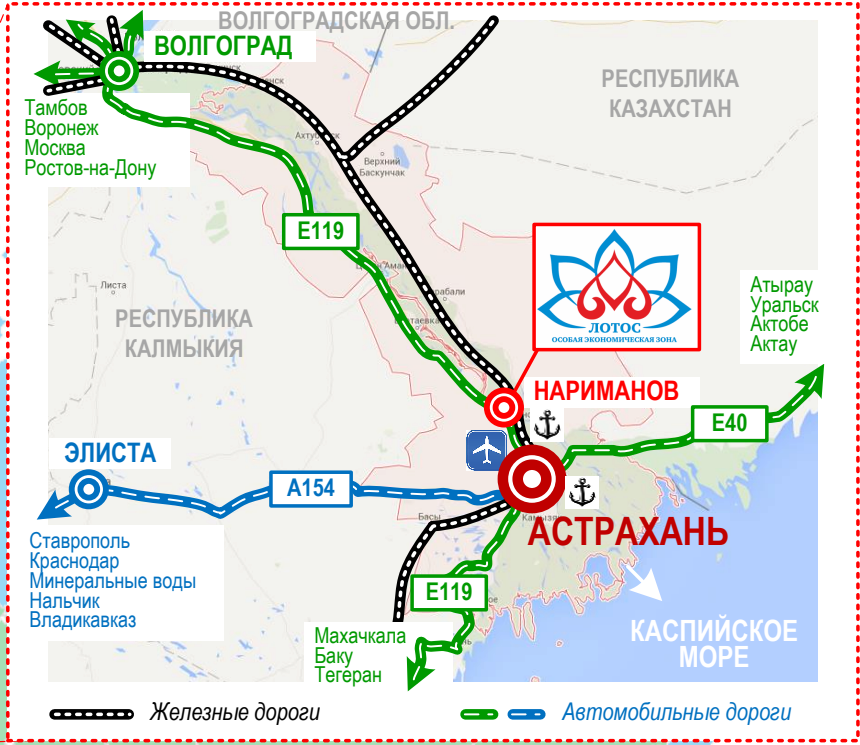 ВОЛГОГРАДСКАЯ ОБЛ.
ВОЛГОГРАД
РЕСПУБЛИКА
КАЗАХСТАН
Тамбов
Воронеж
Москва
Ростов-на-Дону
Верхний
Баскунчак
E119
Листа
РЕСПУБЛИКА
КАЛМЫКИЯ
ЛОТОС
ОСОБАЯ ЭКОНОМИЧЕСКАЯ ЗОНА
Атырау
Уральск
Актобе
Актау
НАРИМАНОВ
E40
ЭЛИСТА
A154
Басы
АСТРАХАНЬ
Ставрополь
Краснодар
Минеральные воды
Нальчик
Владикавказ
E119
Махачкала
Баку
Тегеран
КАСПИЙСКОЕ
МОРЕ
Железные дороги
Автомобильные дороги